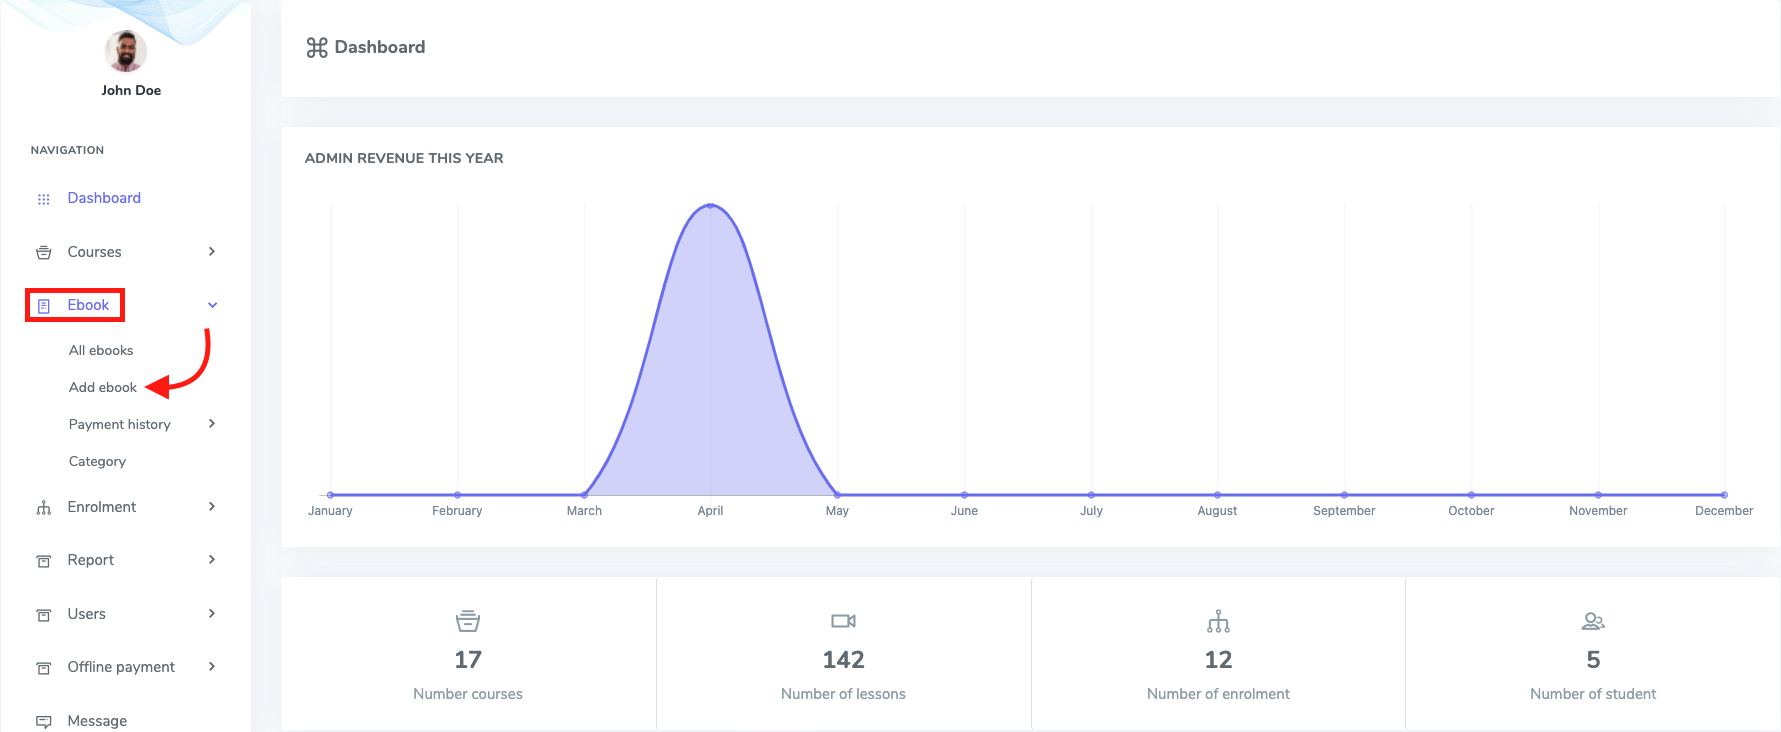 John Doe
NAVIGATION
Dashboard
Courses
Ebook
All ebooks
Add ebook
Payment history
Category
Enrolment
Report
Users
Offline payment
Message
Dashboard
ADMIN REVENUE THIS YEAR
January February March April May June July August September October November December
17 142 12 5
Number courses Number of lessons Number of enrolment Number of student